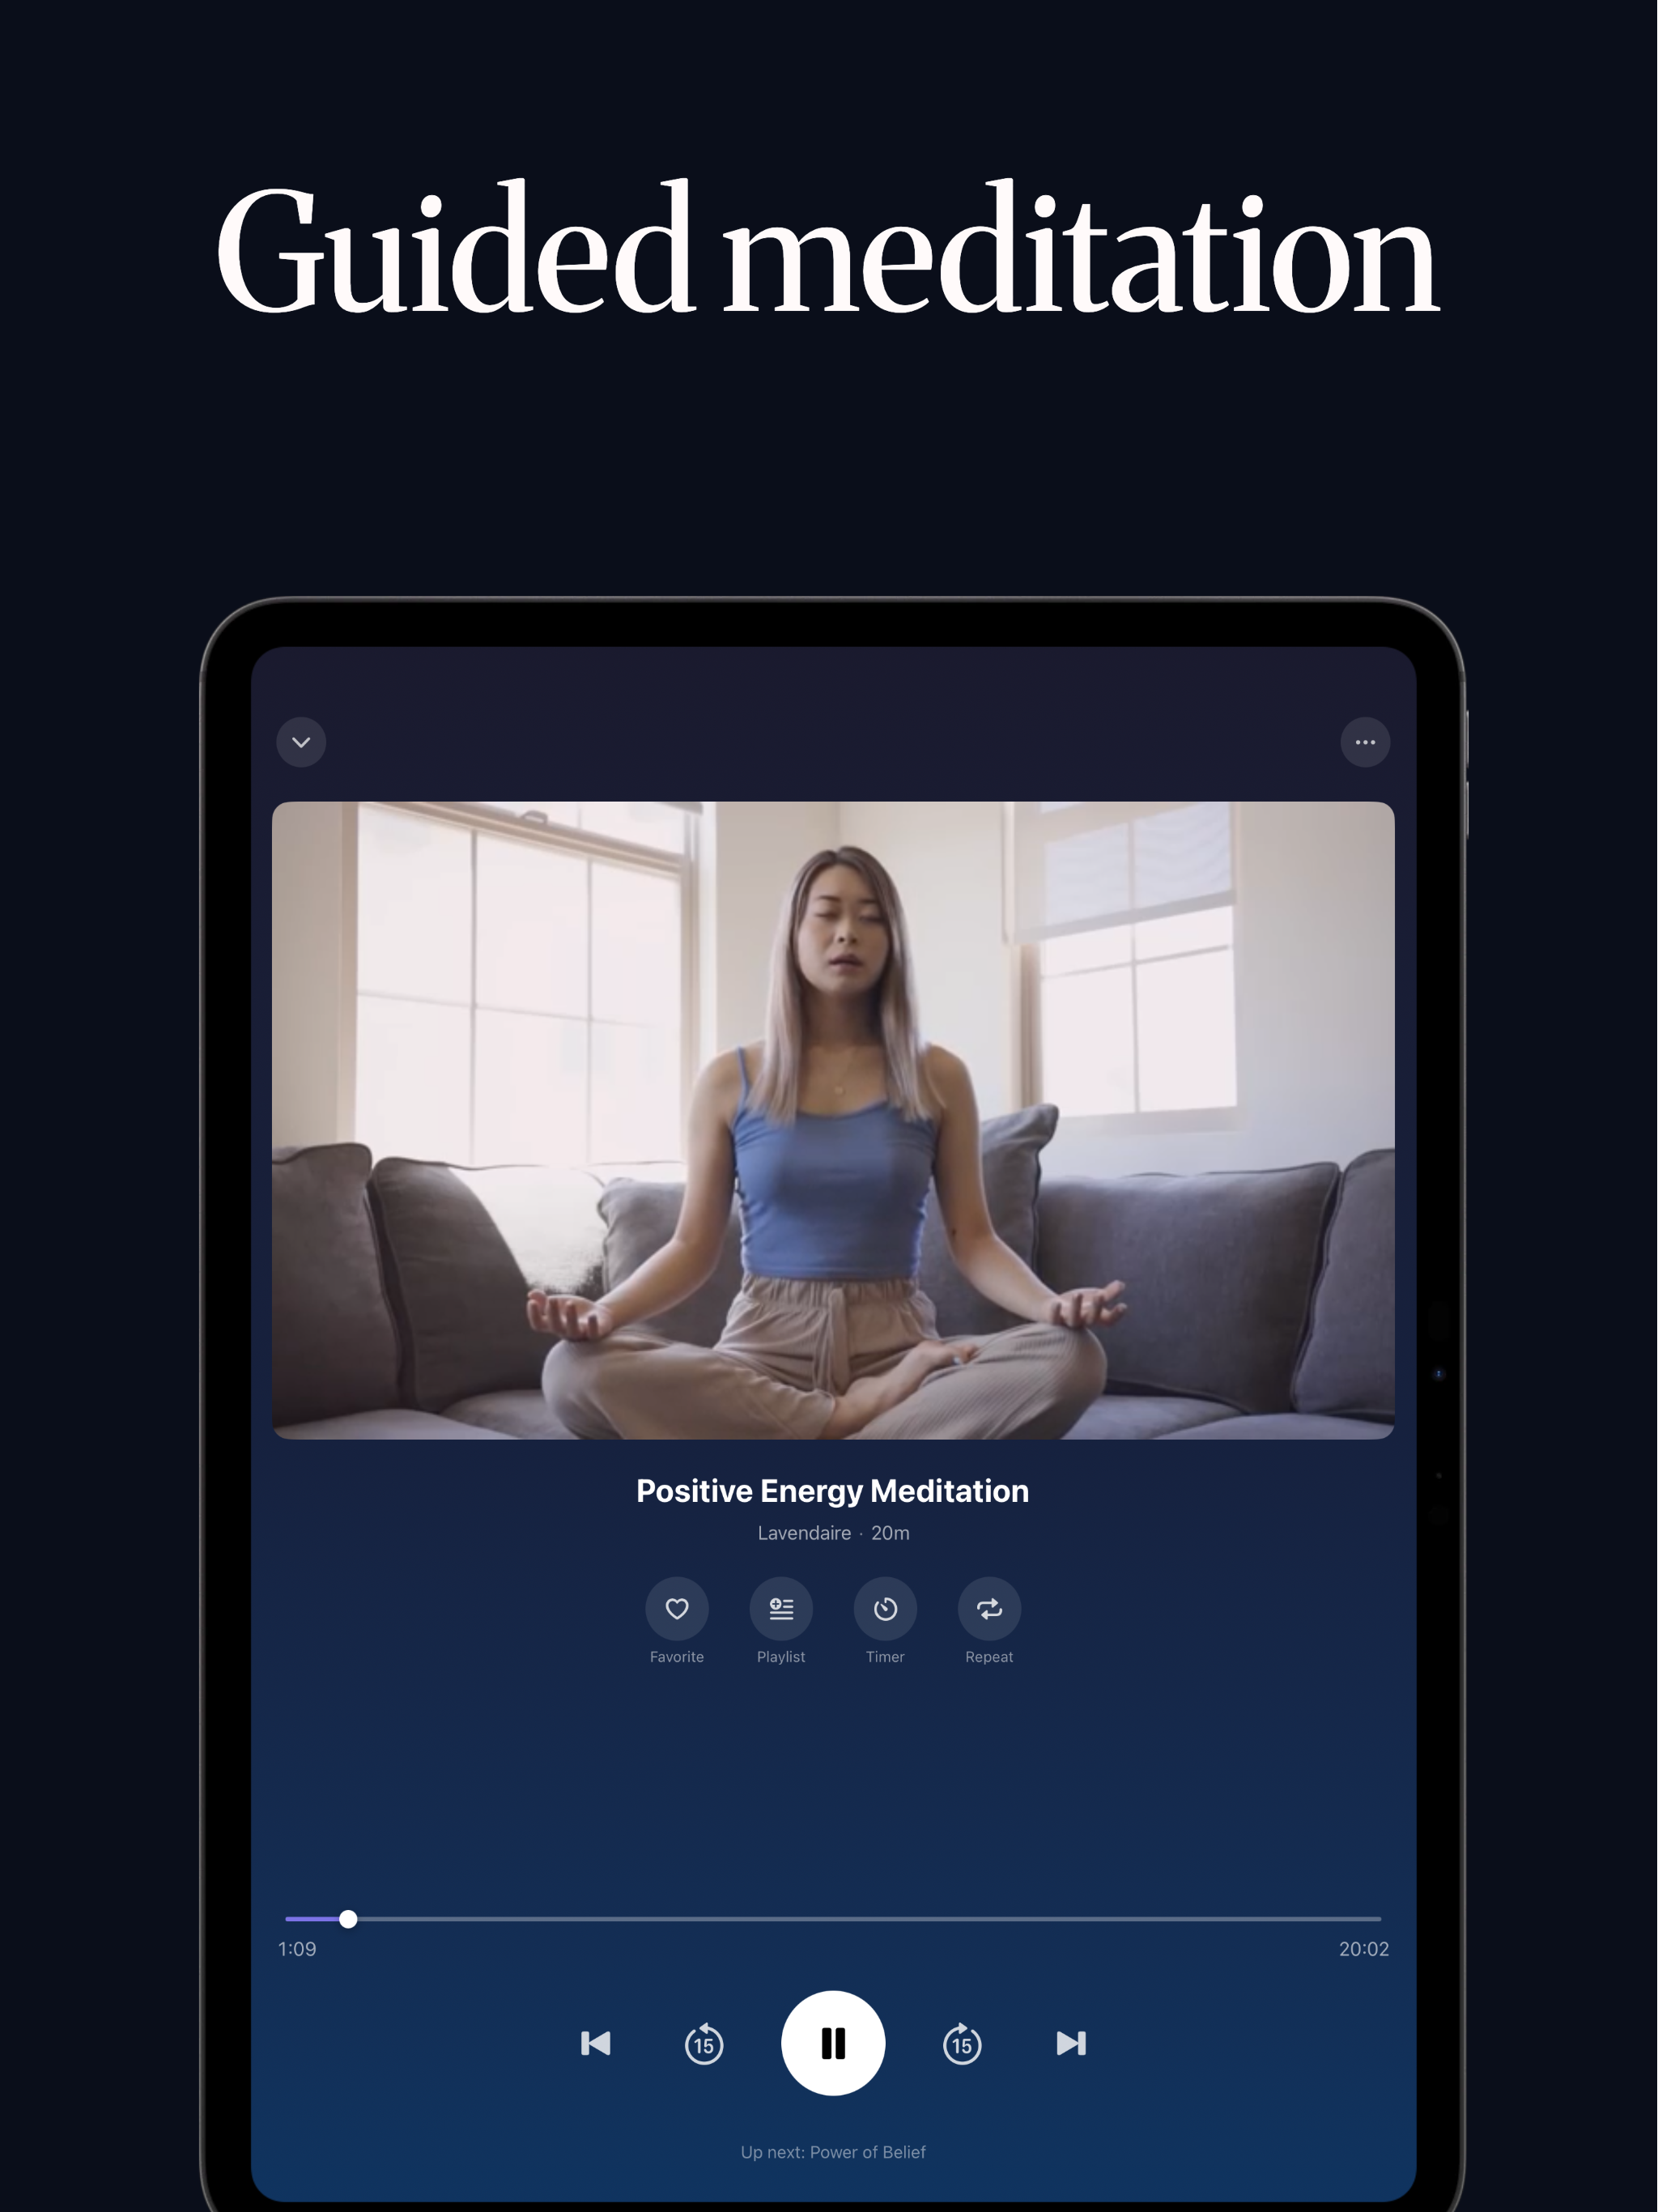 Guided meditation
Positive Energy Meditation
Lavendaire · 20m
Favorite Playlist Timer Repeat
1:09 20:02
15 15
Up next: Power of Belief